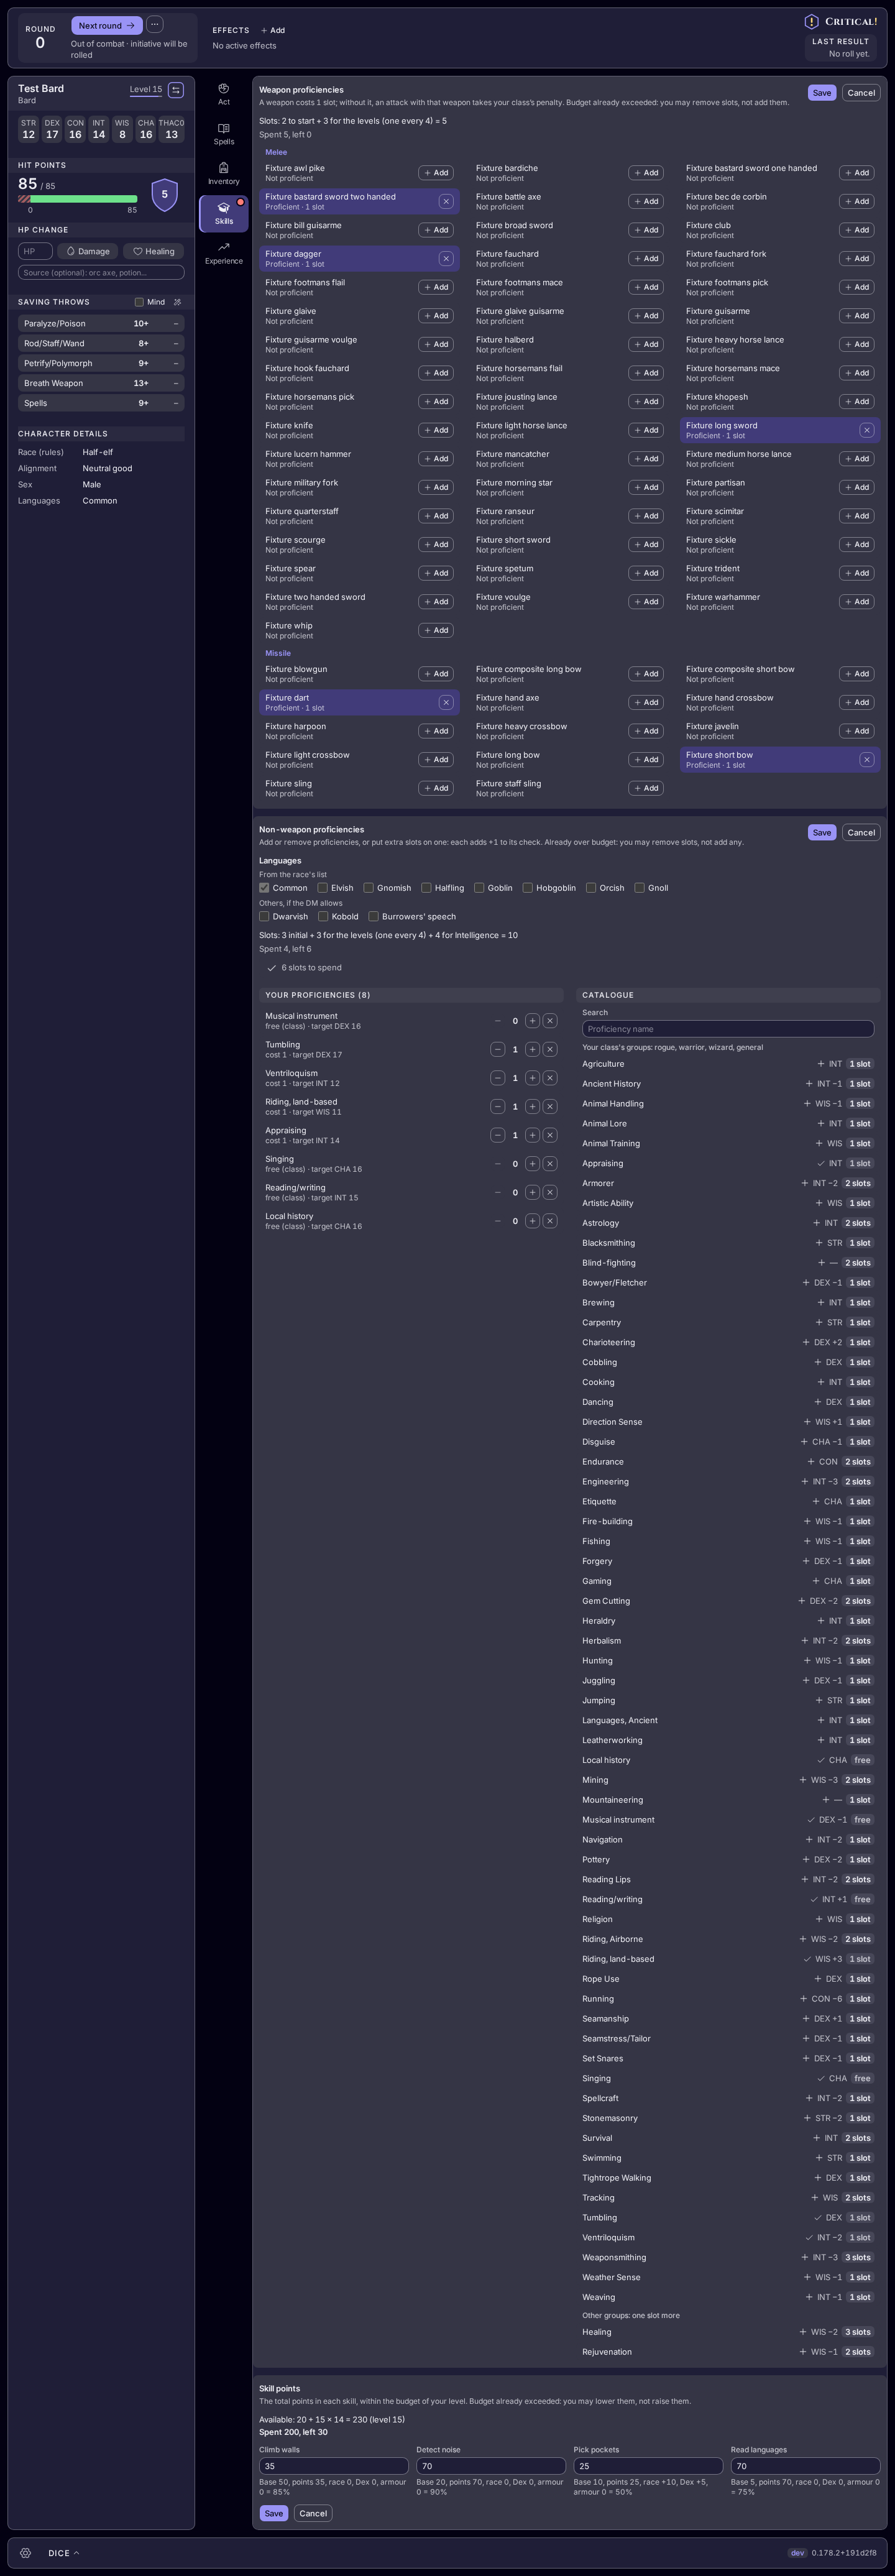 ROUND
0
Next round
Out of combat · initiative will be
rolled
EFFECTS
Add
No active effects
CRITICAL!
LAST RESULT
No roll yet.
Test Bard
Bard
Level 15
STR DEX CON INT WIS CHA THAC0
12 17 16 14 8 16 13
HIT POINTS
85 / 85
5
0 85
HP CHANGE
HP Damage Healing
Source (optional): orc axe, potion...
SAVING THROWS Mind
Paralyze/Poison 10+ –
Rod/Staff/Wand 8+ –
Petrify/Polymorph 9+ –
Breath Weapon 13+ –
Spells 9+ –
CHARACTER DETAILS
Race (rules) Half-elf
Alignment Neutral good
Sex Male
Languages Common
Act
Spells
Inventory
Skills
Experience
Weapon proficiencies
A weapon costs 1 slot; without it, an attack with that weapon takes your class's penalty. Budget already exceeded: you may remove slots, not add them.
Save Cancel
Slots: 2 to start + 3 for the levels (one every 4) = 5
Spent 5, left 0
Melee
Fixture awl pike + Add Fixture bardiche + Add Fixture bastard sword one handed + Add
Not proficient Not proficient Not proficient
Fixture bastard sword two handed Fixture battle axe + Add Fixture bec de corbin + Add
Proficient · 1 slot Not proficient Not proficient
Fixture bill guisarme + Add Fixture broad sword + Add Fixture club + Add
Not proficient Not proficient Not proficient
Fixture dagger Fixture fauchard + Add Fixture fauchard fork + Add
Proficient · 1 slot Not proficient Not proficient
Fixture footmans flail + Add Fixture footmans mace + Add Fixture footmans pick + Add
Not proficient Not proficient Not proficient
Fixture glaive + Add Fixture glaive guisarme + Add Fixture guisarme + Add
Not proficient Not proficient Not proficient
Fixture guisarme voulge + Add Fixture halberd + Add Fixture heavy horse lance + Add
Not proficient Not proficient Not proficient
Fixture hook fauchard + Add Fixture horsemans flail + Add Fixture horsemans mace + Add
Not proficient Not proficient Not proficient
Fixture horsemans pick + Add Fixture jousting lance + Add Fixture khopesh + Add
Not proficient Not proficient Not proficient
Fixture knife + Add Fixture light horse lance + Add Fixture long sword
Not proficient Not proficient Proficient · 1 slot
Fixture lucern hammer + Add Fixture mancatcher + Add Fixture medium horse lance + Add
Not proficient Not proficient Not proficient
Fixture military fork + Add Fixture morning star + Add Fixture partisan + Add
Not proficient Not proficient Not proficient
Fixture quarterstaff + Add Fixture ranseur + Add Fixture scimitar + Add
Not proficient Not proficient Not proficient
Fixture scourge + Add Fixture short sword + Add Fixture sickle + Add
Not proficient Not proficient Not proficient
Fixture spear + Add Fixture spetum + Add Fixture trident + Add
Not proficient Not proficient Not proficient
Fixture two handed sword + Add Fixture voulge + Add Fixture warhammer + Add
Not proficient Not proficient Not proficient
Fixture whip + Add
Not proficient
Missile
Fixture blowgun + Add Fixture composite long bow + Add Fixture composite short bow + Add
Not proficient Not proficient Not proficient
Fixture dart Fixture hand axe + Add Fixture hand crossbow + Add
Proficient · 1 slot Not proficient Not proficient
Fixture harpoon + Add Fixture heavy crossbow + Add Fixture javelin + Add
Not proficient Not proficient Not proficient
Fixture light crossbow + Add Fixture long bow + Add Fixture short bow
Not proficient Not proficient Proficient · 1 slot
Fixture sling + Add Fixture staff sling + Add
Not proficient Not proficient
Non-weapon proficiencies
Add or remove proficiencies, or put extra slots on one: each adds +1 to its check. Already over budget: you may remove slots, not add any.
Save Cancel
Languages
From the race's list
Common Elvish Gnomish Halfling Goblin Hobgoblin Orcish Gnoll
Others, if the DM allows
Dwarvish Kobold Burrowers' speech
Slots: 3 initial + 3 for the levels (one every 4) + 4 for Intelligence = 10
Spent 4, left 6
6 slots to spend
YOUR PROFICIENCIES (8)
Musical instrument − 0 +
free (class) · target DEX 16
Tumbling − 1 +
cost 1 · target DEX 17
Ventriloquism − 1 +
cost 1 · target INT 12
Riding, land-based − 1 +
cost 1 · target WIS 11
Appraising − 1 +
cost 1 · target INT 14
Singing − 0 +
free (class) · target CHA 16
Reading/writing − 0 +
free (class) · target INT 15
Local history − 0 +
free (class) · target CHA 16
CATALOGUE
Search
Proficiency name
Your class's groups: rogue, warrior, wizard, general
Agriculture + INT 1 slot
Ancient History + INT −1 1 slot
Animal Handling + WIS −1 1 slot
Animal Lore + INT 1 slot
Animal Training + WIS 1 slot
Appraising INT 1 slot
Armorer + INT −2 2 slots
Artistic Ability + WIS 1 slot
Astrology + INT 2 slots
Blacksmithing + STR 1 slot
Blind-fighting + — 2 slots
Bowyer/Fletcher + DEX −1 1 slot
Brewing + INT 1 slot
Carpentry + STR 1 slot
Charioteering + DEX +2 1 slot
Cobbling + DEX 1 slot
Cooking + INT 1 slot
Dancing + DEX 1 slot
Direction Sense + WIS +1 1 slot
Disguise + CHA −1 1 slot
Endurance + CON 2 slots
Engineering + INT −3 2 slots
Etiquette + CHA 1 slot
Fire-building + WIS −1 1 slot
Fishing + WIS −1 1 slot
Forgery + DEX −1 1 slot
Gaming + CHA 1 slot
Gem Cutting + DEX −2 2 slots
Heraldry + INT 1 slot
Herbalism + INT −2 2 slots
Hunting + WIS −1 1 slot
Juggling + DEX −1 1 slot
Jumping + STR 1 slot
Languages, Ancient + INT 1 slot
Leatherworking + INT 1 slot
Local history CHA free
Mining + WIS −3 2 slots
Mountaineering + — 1 slot
Musical instrument DEX −1 free
Navigation + INT −2 1 slot
Pottery + DEX −2 1 slot
Reading Lips + INT −2 2 slots
Reading/writing INT +1 free
Religion + WIS 1 slot
Riding, Airborne + WIS −2 2 slots
Riding, land-based WIS +3 1 slot
Rope Use + DEX 1 slot
Running + CON −6 1 slot
Seamanship + DEX +1 1 slot
Seamstress/Tailor + DEX −1 1 slot
Set Snares + DEX −1 1 slot
Singing CHA free
Spellcraft + INT −2 1 slot
Stonemasonry + STR −2 1 slot
Survival + INT 2 slots
Swimming + STR 1 slot
Tightrope Walking + DEX 1 slot
Tracking + WIS 2 slots
Tumbling DEX 1 slot
Ventriloquism INT −2 1 slot
Weaponsmithing + INT −3 3 slots
Weather Sense + WIS −1 1 slot
Weaving + INT −1 1 slot
Other groups: one slot more
Healing + WIS −2 3 slots
Rejuvenation + WIS −1 2 slots
Skill points
The total points in each skill, within the budget of your level. Budget already exceeded: you may lower them, not raise them.
Available: 20 + 15 × 14 = 230 (level 15)
Spent 200, left 30
Climb walls Detect noise Pick pockets Read languages
35 70 25 70
Base 50, points 35, race 0, Dex 0, armour Base 20, points 70, race 0, Dex 0, armour Base 10, points 25, race +10, Dex +5, Base 5, points 70, race 0, Dex 0, armour 0
0 = 85% 0 = 90% armour 0 = 50% = 75%
Save Cancel
DICE
dev 0.178.2+191d2f8